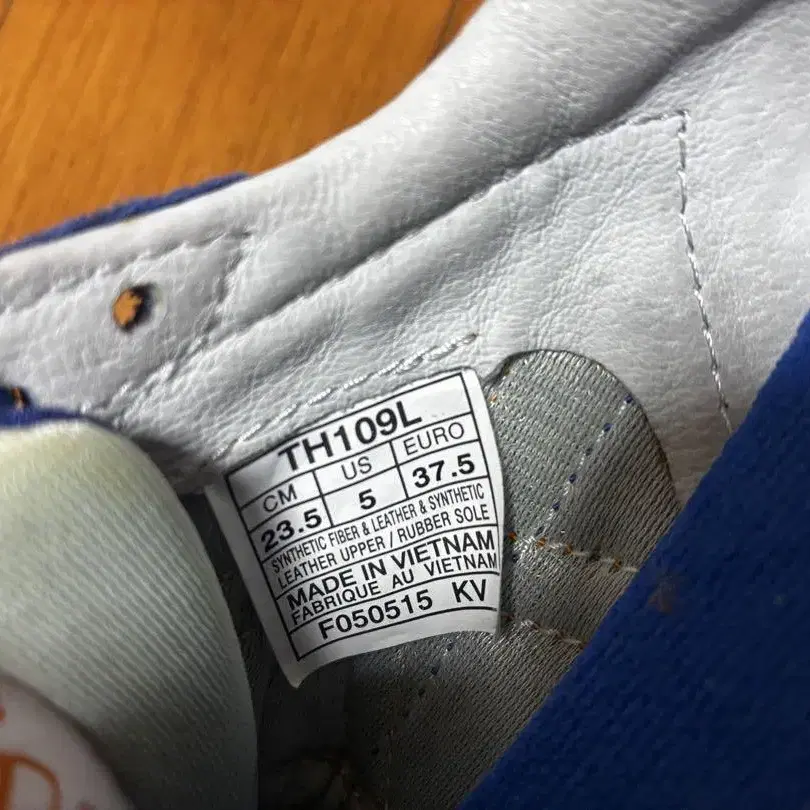 TH109L
CM US EURO
23.5 5 37.5
SYNTHETIC FIBER & LEATHER & SYNTHETIC
LEATHER UPPER / RUBBER SOLE
MADE IN VIETNAM
FABRIQUE AU VIETNAM
F050515 KV